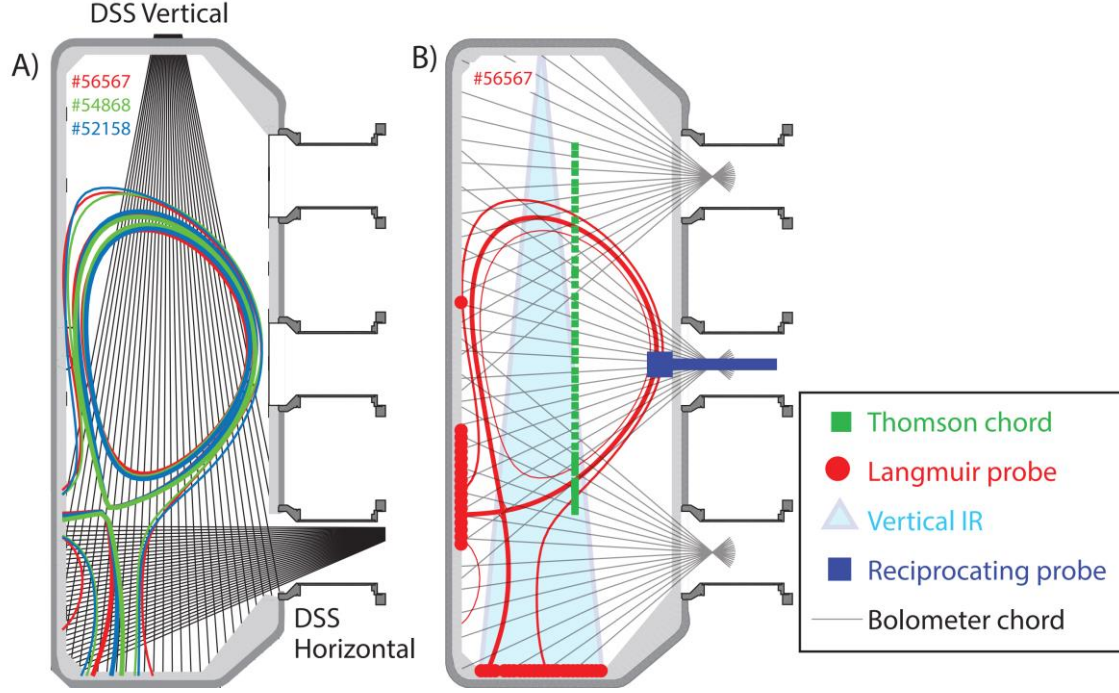 DSS Vertical
A)
#56567
#54868
#52158
DSS
Horizontal
B)
#56567
Thomson chord
Langmuir probe
Vertical IR
Reciprocating probe
Bolometer chord